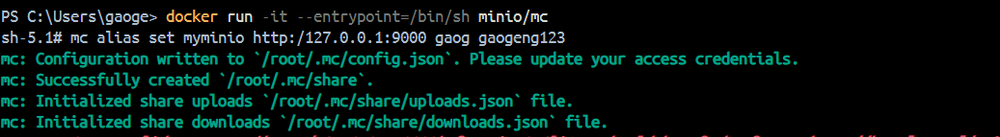 PS C:\Users\gaoge> docker run -it --entrypoint=/bin/sh minio/mc
sh-5.1# mc alias set myminio http:/127.0.0.1:9000 gaog gaogeng123
mc: Configuration written to `/root/.mc/config.json`. Please update your access credentials.
mc: Successfully created `/root/.mc/share`.
mc: Initialized share uploads `/root/.mc/share/uploads.json` file.
mc: Initialized share downloads `/root/.mc/share/downloads.json` file.